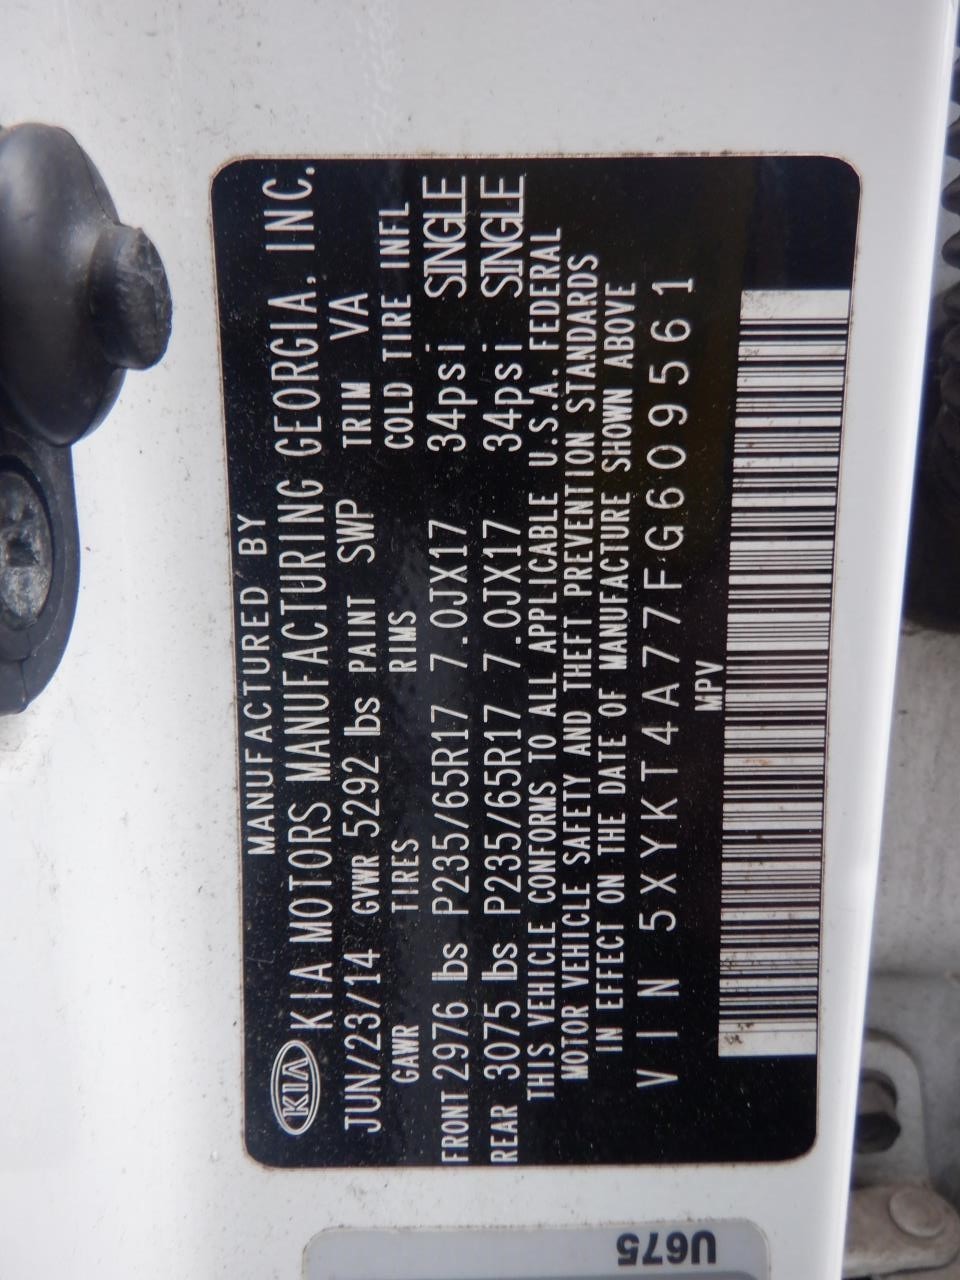 MANUFACTURED BY
KIA KIA MOTORS MANUFACTURING GEORGIA, INC.
JUN/23/14 GVWR 5292 lbs PAINT SWP TRIM VA
GAWR TIRES RIMS COLD TIRE INFL
FRONT 2976 lbs P235/65R17 7.0JX17 34psi SINGLE
REAR 3075 lbs P235/65R17 7.0JX17 34psi SINGLE
THIS VEHICLE CONFORMS TO ALL APPLICABLE U.S.A. FEDERAL
MOTOR VEHICLE SAFETY AND THEFT PREVENTION STANDARDS
IN EFFECT ON THE DATE OF MANUFACTURE SHOWN ABOVE
VIN 5XYKT4A77FG609561
MPV
U675